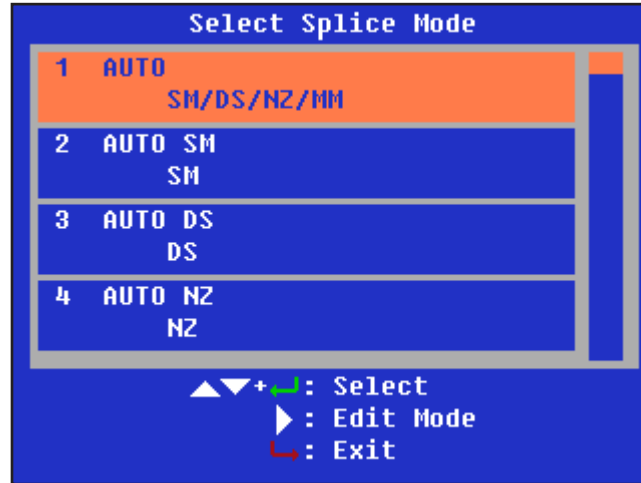 Select Splice Mode
1 AUTO
SM/DS/NZ/MM
2 AUTO SM
SM
3 AUTO DS
DS
4 AUTO NZ
NZ
▲▼+↵: Select
▶: Edit Mode
↳: Exit